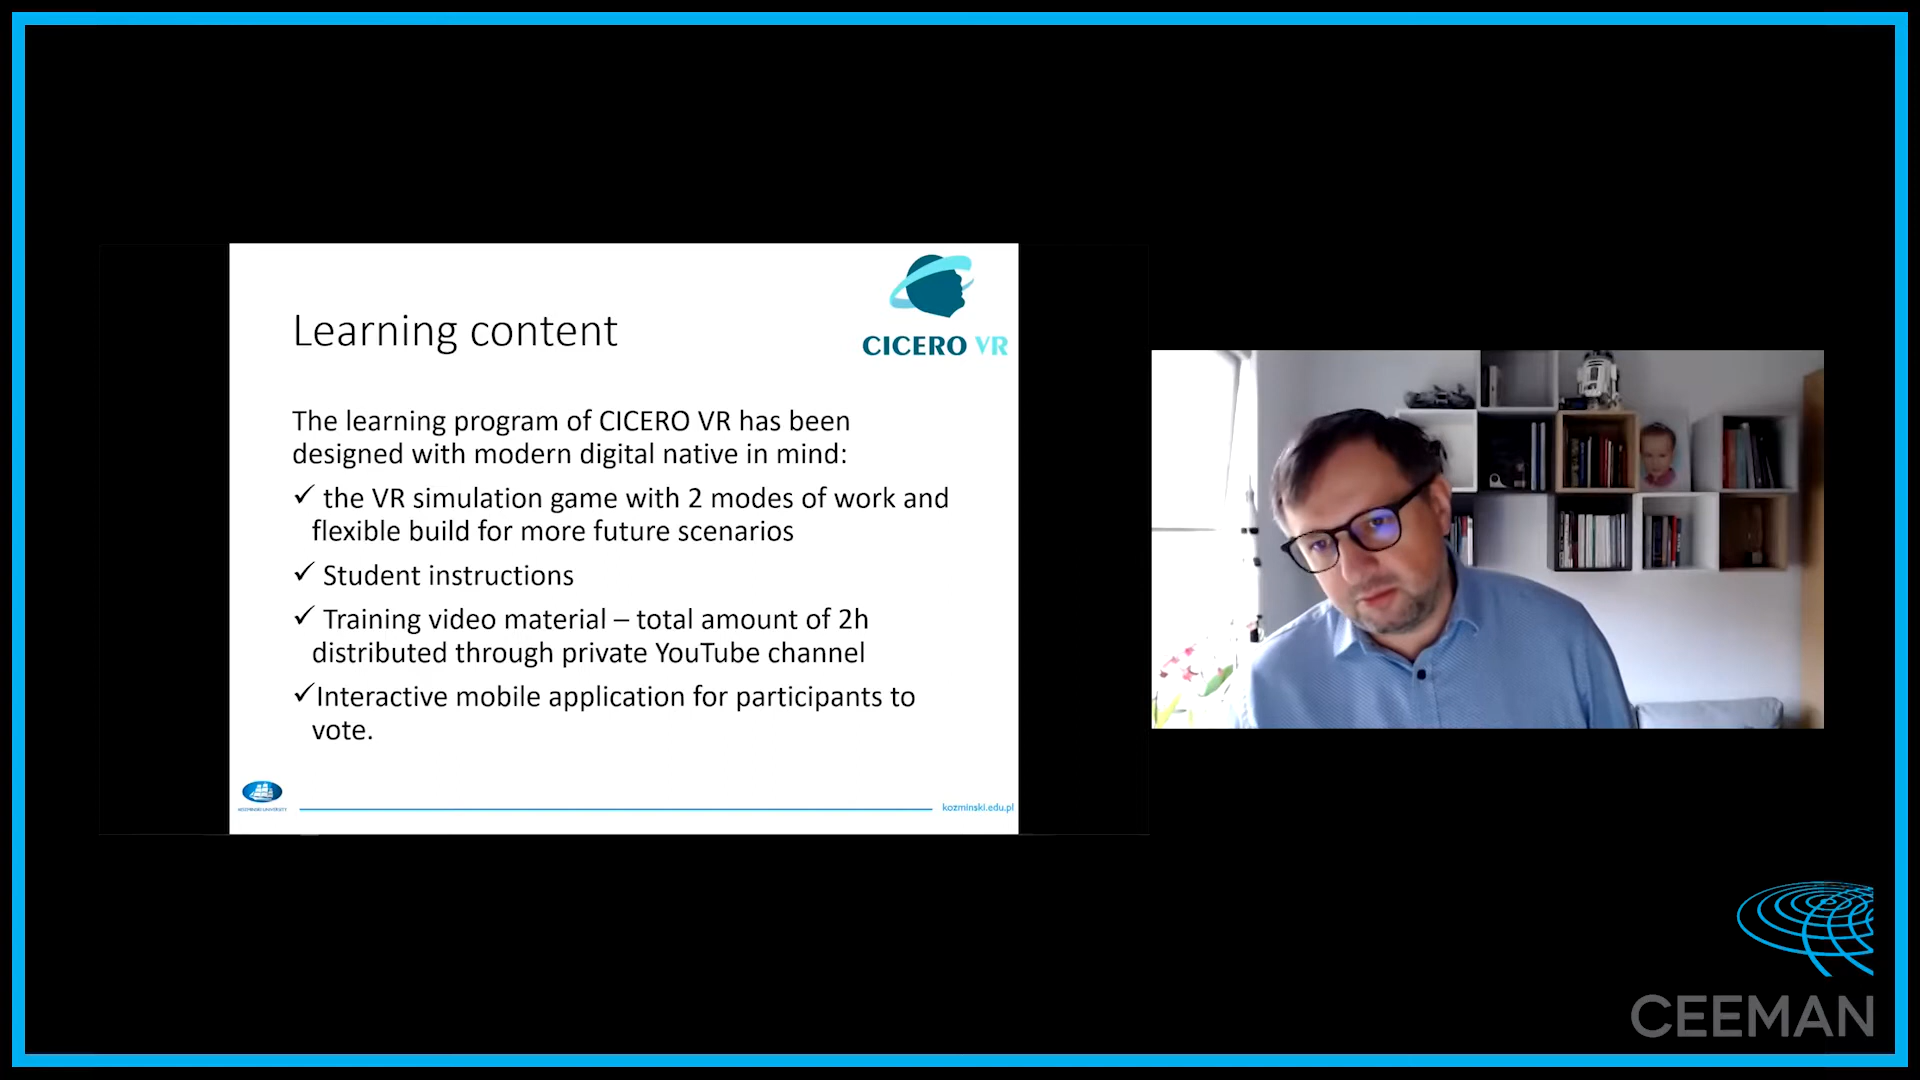 Learning content
CICERO VR
The learning program of CICERO VR has been
designed with modern digital native in mind:
✓ the VR simulation game with 2 modes of work and
flexible build for more future scenarios
✓ Student instructions
✓ Training video material – total amount of 2h
distributed through private YouTube channel
✓Interactive mobile application for participants to
vote.
KOZMINSKI UNIVERSITY
kozminski.edu.pl
CEEMAN